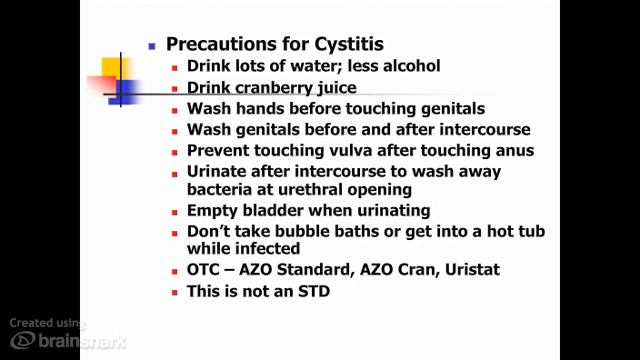 Precautions for Cystitis
Drink lots of water; less alcohol
Drink cranberry juice
Wash hands before touching genitals
Wash genitals before and after intercourse
Prevent touching vulva after touching anus
Urinate after intercourse to wash away
bacteria at urethral opening
Empty bladder when urinating
Don't take bubble baths or get into a hot tub
while infected
OTC – AZO Standard, AZO Cran, Uristat
This is not an STD
Created using
brainshark